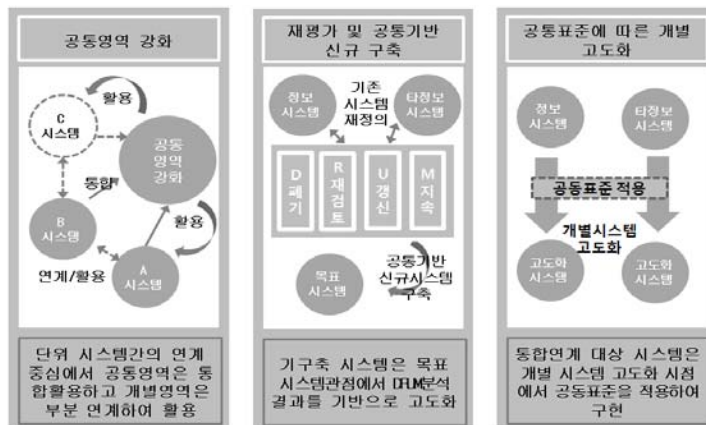 공통영역 강화
C
시스템
활용
공통
영역
강화
통합
활용
B
시스템
A
시스템
연계/활용
단위 시스템간의 연계
중심에서 공통영역은 통
합활용하고 개별영역은
부분 연계하여 활용
재평가 및 공통기반
신규 구축
정보
시스템
기존
시스템
재정의
타정보
시스템
D
폐
기
R
재
검
토
U
갱
신
M
지
속
목표
시스템
공통기반
신규시스템
구축
기구축 시스템은 목표
시스템관점에서 DRUM분석
결과를 기반으로 고도화
공통표준에 따른 개별
고도화
정보
시스템
타정보
시스템
공동표준 적용
개별시스템
고도화
고도화
시스템
고도화
시스템
통합연계 대상 시스템은
개별 시스템 고도화 시점
에서 공동표준을 적용하여
구현